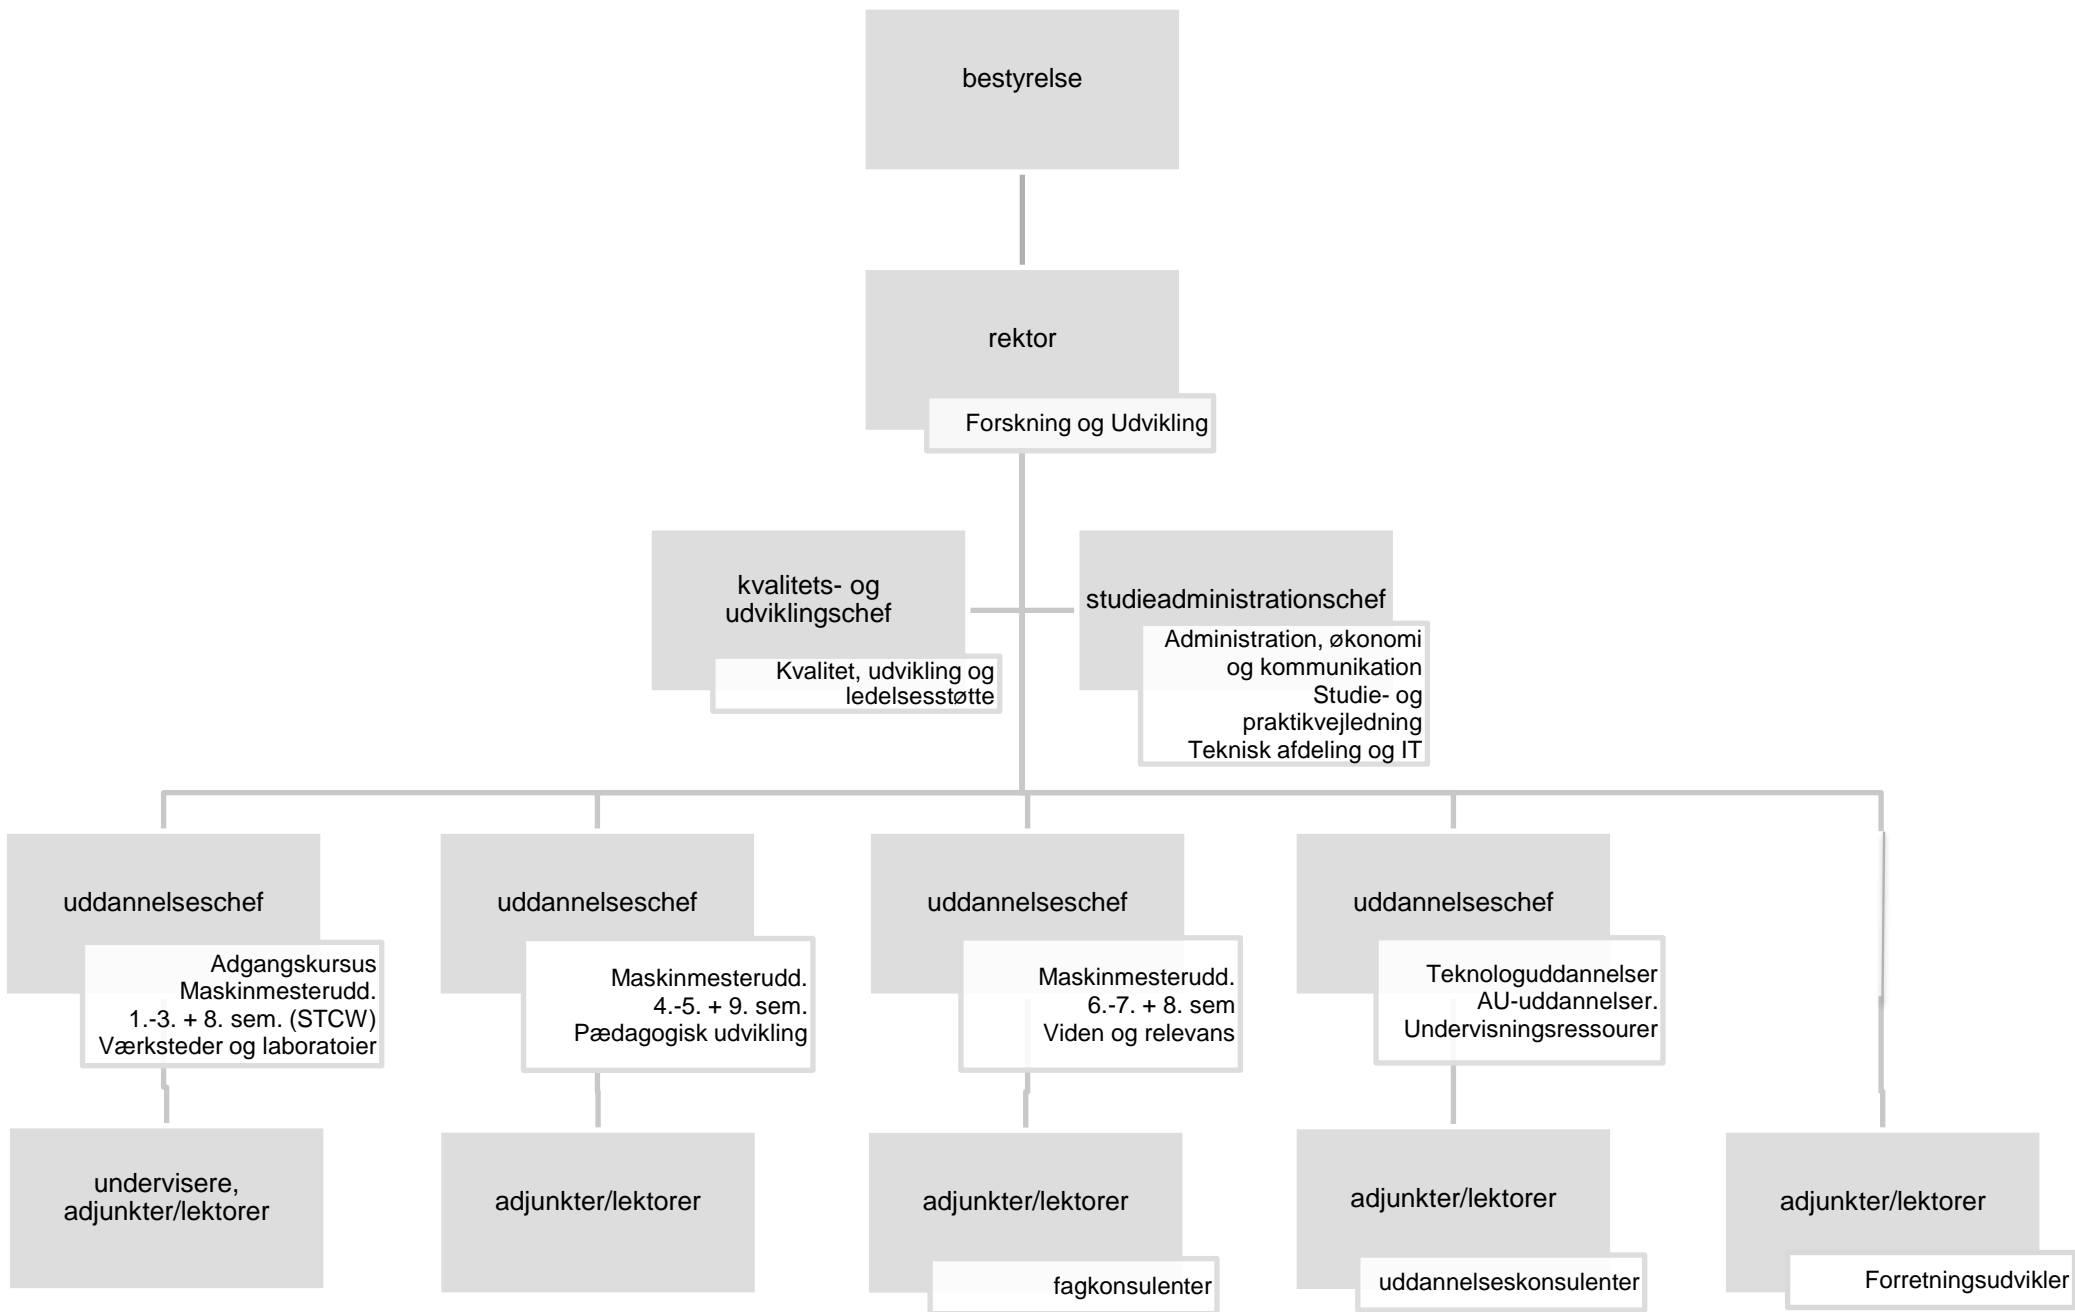 bestyrelse
rektor
Forskning og Udvikling
kvalitets- og
udviklingschef
Kvalitet, udvikling og
ledelsesstøtte
studieadministrationschef
Administration, økonomi
og kommunikation
Studie- og
praktikvejledning
Teknisk afdeling og IT
uddannelseschef
Adgangskursus
Maskinmesterudd.
1.-3. + 8. sem. (STCW)
Værksteder og laboratoier
uddannelseschef
Maskinmesterudd.
4.-5. + 9. sem.
Pædagogisk udvikling
uddannelseschef
Maskinmesterudd.
6.-7. + 8. sem
Viden og relevans
uddannelseschef
Teknologuddannelser
AU-uddannelser.
Undervisningsressourer
undervisere,
adjunkter/lektorer
adjunkter/lektorer
adjunkter/lektorer
fagkonsulenter
adjunkter/lektorer
uddannelseskonsulenter
adjunkter/lektorer
Forretningsudvikler